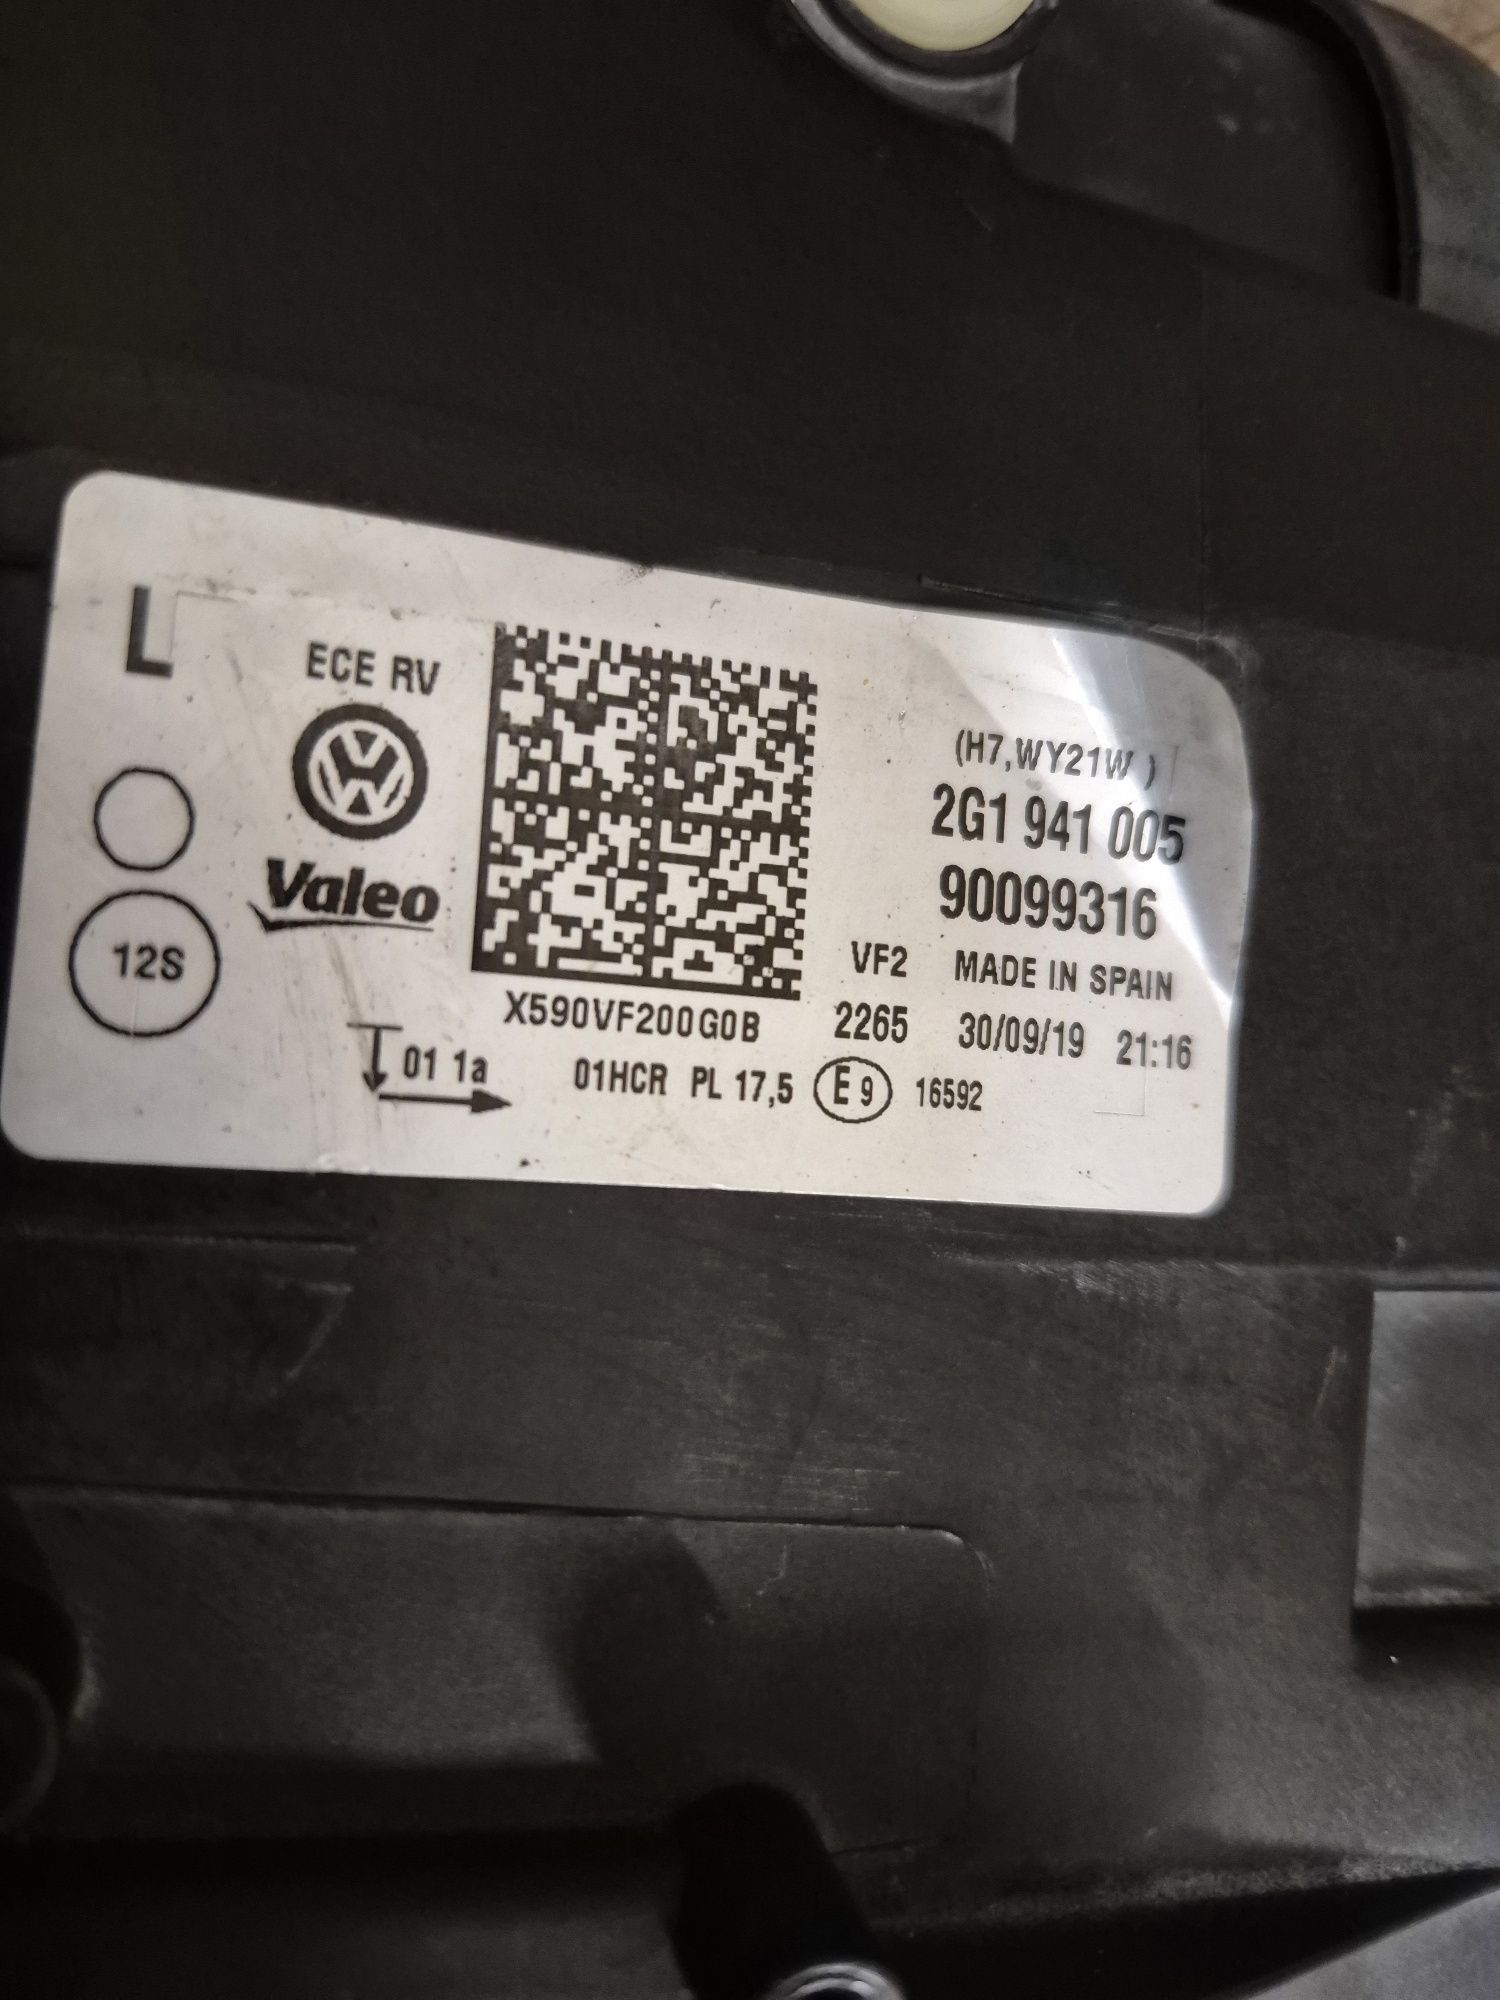 L
ECE RV
(H7,WY21W )
2G1 941 005
Valeo
90099316
12S
VF2 MADE IN SPAIN
X590VF200G0B 2265 30/09/19 21:16
01 1a 01HCR PL 17,5 E 9 16592